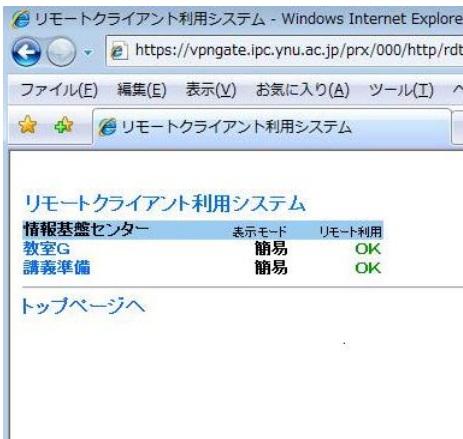 リモートクライアント利用システム - Windows Internet Explore
https://vpngate.ipc.ynu.ac.jp/prx/000/http/rdt
ファイル(F) 編集(E) 表示(V) お気に入り(A) ツール(T)
リモートクライアント利用システム
リモートクライアント利用システム
情報基盤センター 表示モード リモート利用
教室G 簡易 OK
講義準備 簡易 OK
トップページへ